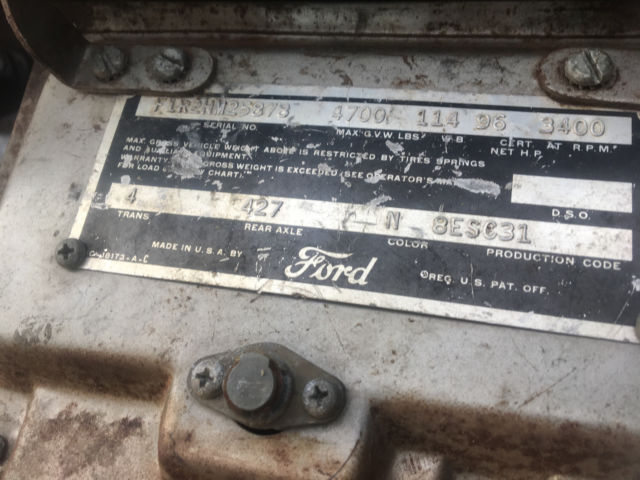 4700 114 96 3400
SERIAL NO. MAX. G.V.W. LBS. CERT. NET H.P. AT R.P.M.
MAX. GROSS VEHICLE WEIGHT ABOVE IS RESTRICTED BY TIRES SPRINGS
AND AUXILIARY EQUIPMENT.
WARRANTY GROSS WEIGHT IS EXCEEDED (SEE OPERATOR'S
FOR LOAD CHART)."
D.S.O.
4 427 N 8ESC31
TRANS REAR AXLE COLOR PRODUCTION CODE
MADE IN U.S.A. BY Ford ®REG. U.S. PAT. OFF.